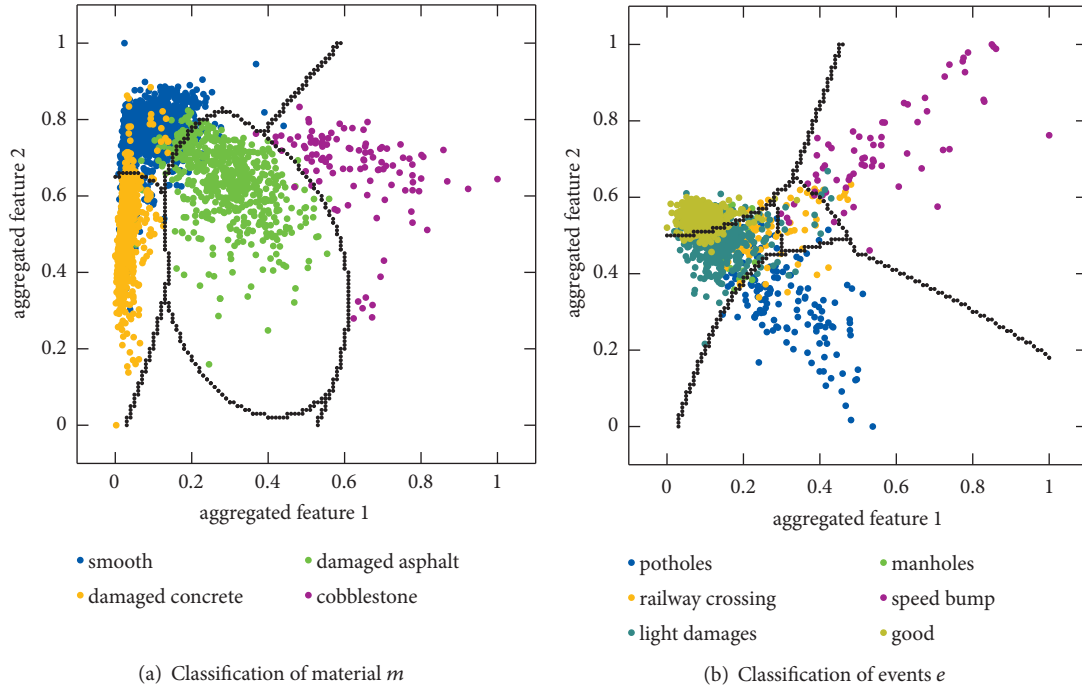 1
0.8
0.6
0.4
0.2
0
aggregated feature 2
0 0.2 0.4 0.6 0.8 1
aggregated feature 1
smooth damaged asphalt
damaged concrete cobblestone
(a) Classification of material m
1
0.8
0.6
0.4
0.2
0
aggregated feature 2
0 0.2 0.4 0.6 0.8 1
aggregated feature 1
potholes manholes
railway crossing speed bump
light damages good
(b) Classification of events e